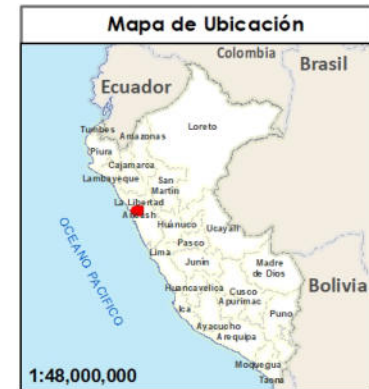 Mapa de Ubicación
Colombia
Brasil
Ecuador
Tumbes
Amazonas
Loreto
Piura
Cajamarca
Lambayeque
San
Martin
La Libertad
Ancash
Huánuco
Ucayali
Pasco
Lima
Junín
Madre
de Dios
Huancavelica
Cusco
Apurimac
Ica
Puno
Ayacucho
Arequipa
Moquegua
Tacna
Bolivia
OCEANO PACIFICO
1:48,000,000